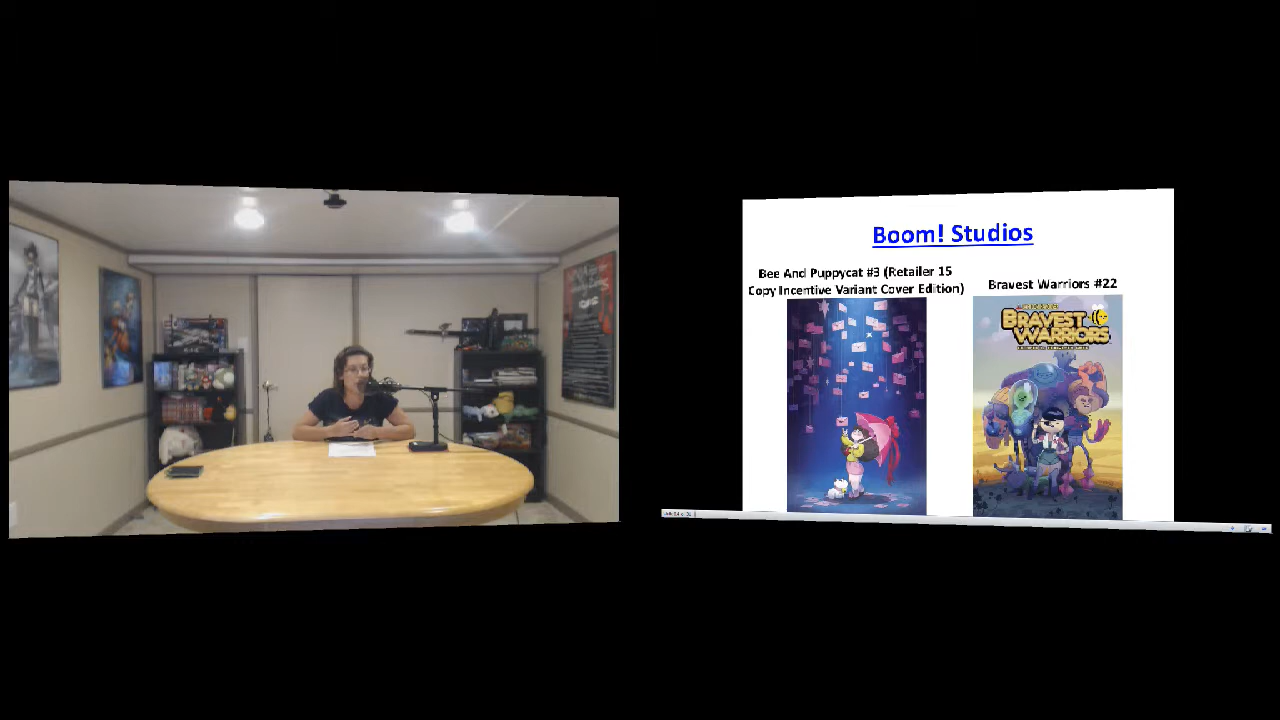 Boom! Studios
Bee And Puppycat #3 (Retailer 15
Copy Incentive Variant Cover Edition)
Bravest Warriors #22
BRAVEST
WARRIORS